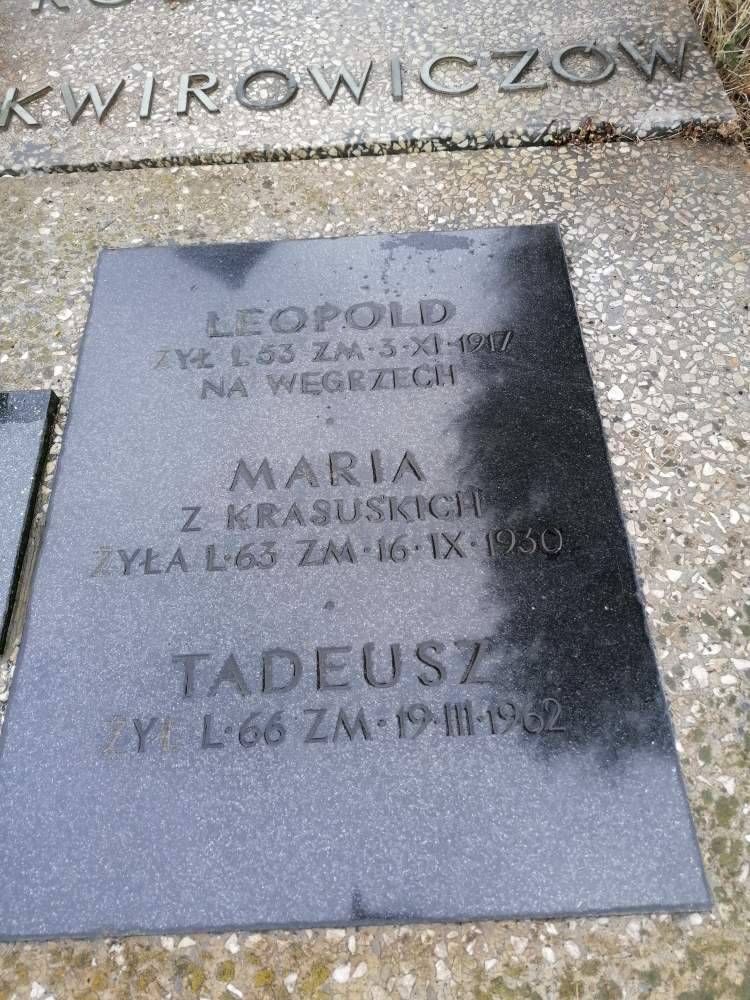 KWIROWICZÓW
LEOPOLD
ŻYŁ L·53 ZM·3·XI·1917
NA WĘGRZECH
MARIA
Z KRASUSKICH
ŻYŁA L·63 ZM·16·IX·1930
TADEUSZ
ŻYŁ L·66 ZM·19·III·1962